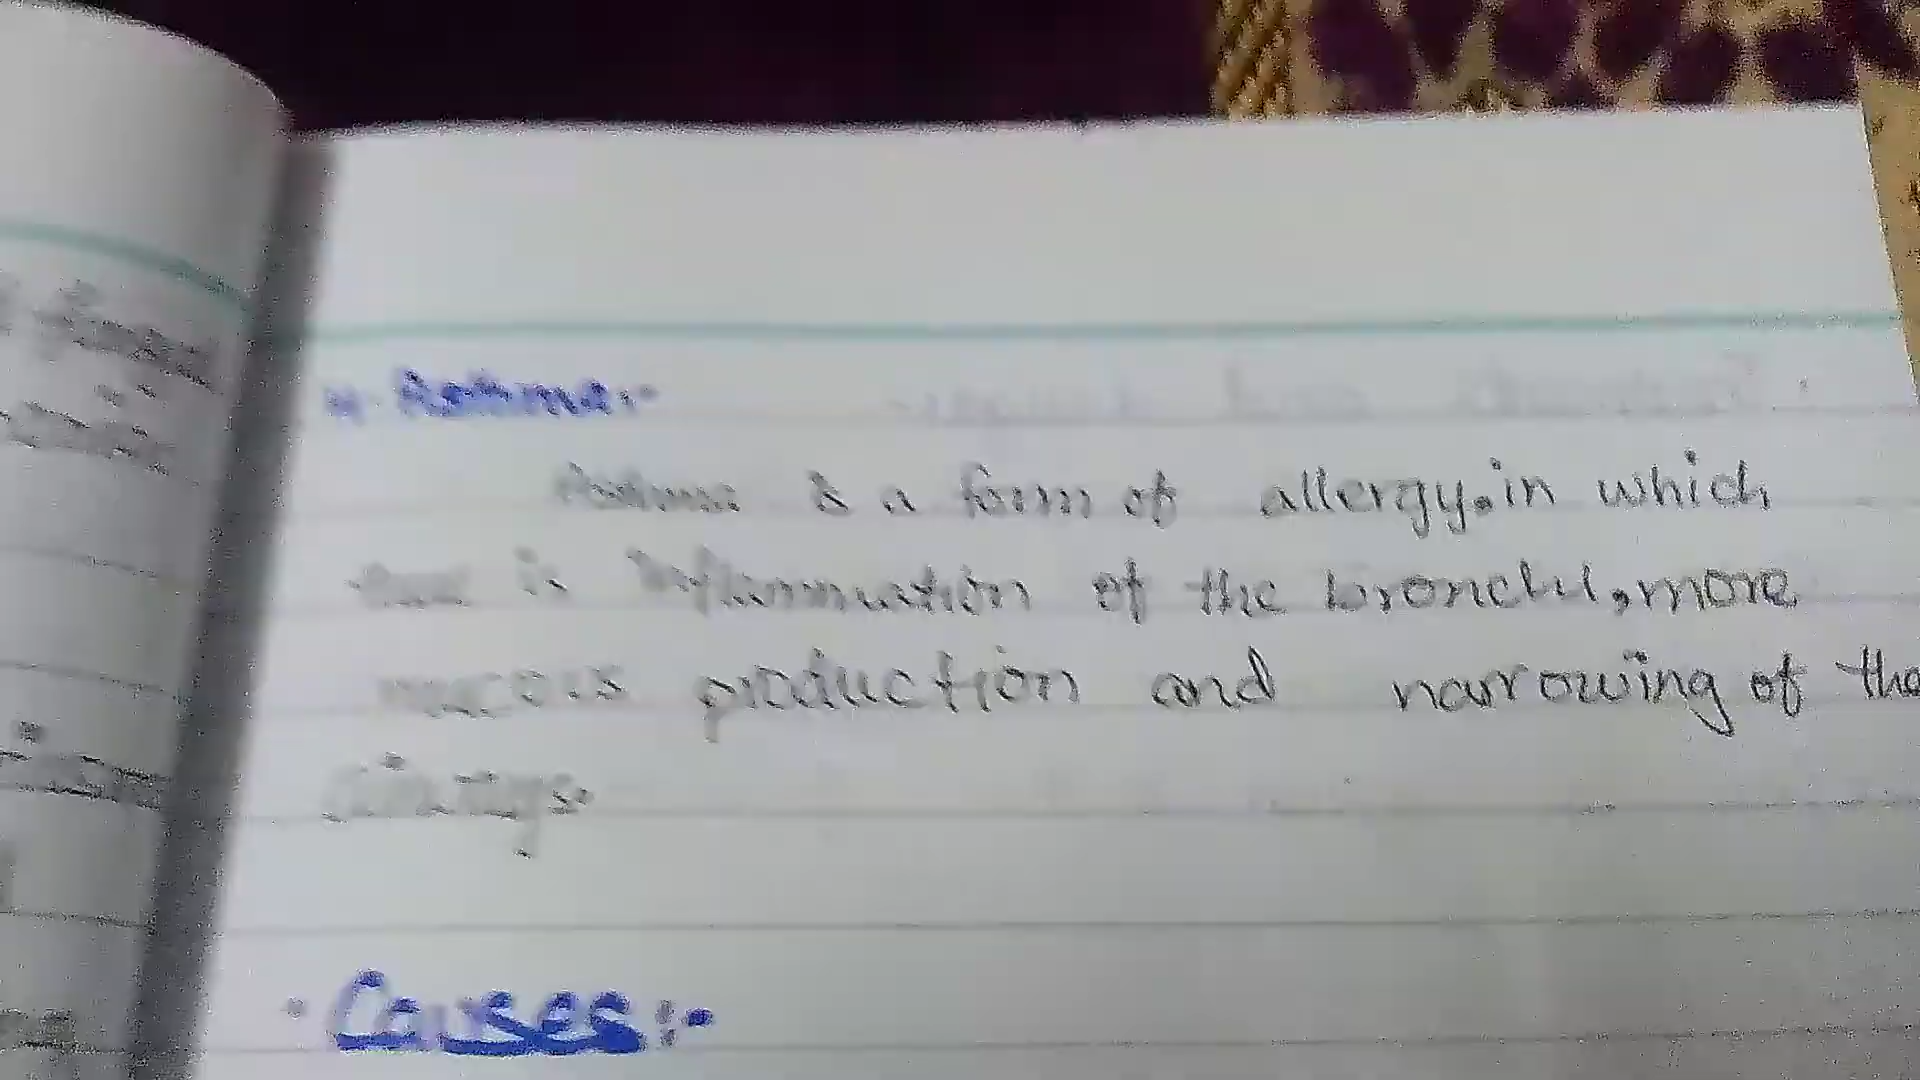 Asthma:-
Asthma is a form of allergy, in which
there is inflammation of the bronchi, more
mucous production and narrowing of the
airways.
Causes:-